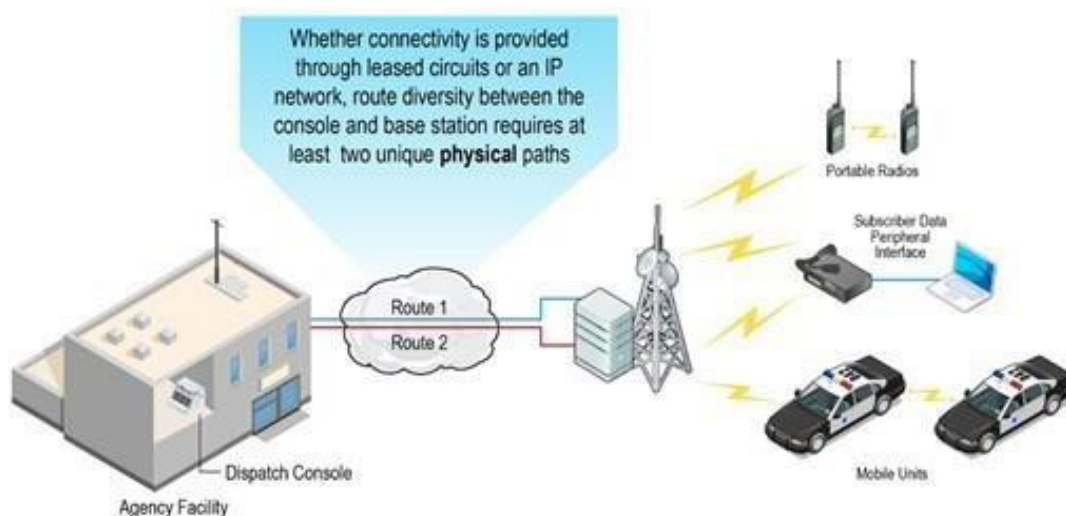 Whether connectivity is provided
through leased circuits or an IP
network, route diversity between the
console and base station requires at
least two unique physical paths
Portable Radios
Subscriber Data
Peripheral
Interface
Route 1
Route 2
Mobile Units
Dispatch Console
Agency Facility